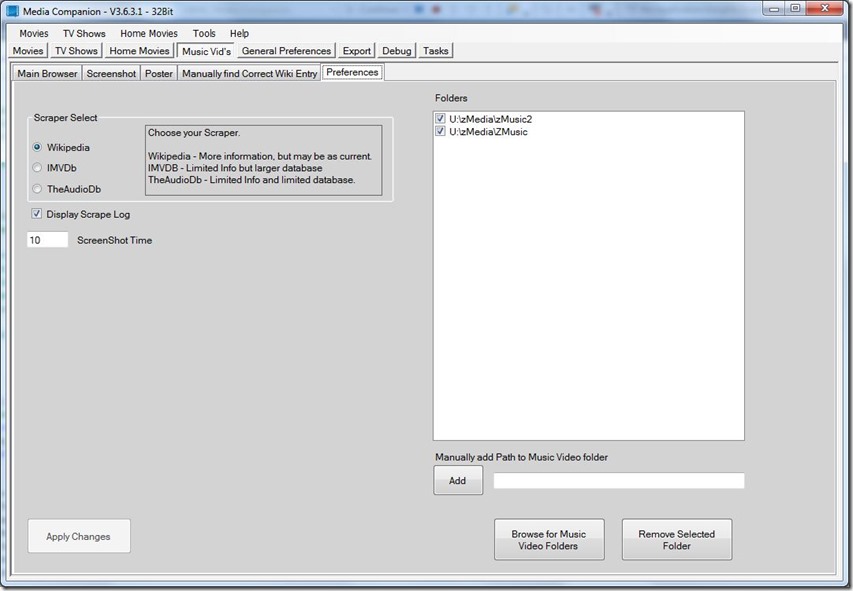 Media Companion - V3.6.3.1 - 32Bit
Movies TV Shows Home Movies Tools Help
Movies TV Shows Home Movies Music Vid's General Preferences Export Debug Tasks
Main Browser Screenshot Poster Manually find Correct Wiki Entry Preferences
Scraper Select
Wikipedia
IMVDb
TheAudioDb
Choose your Scraper.
Wikipedia - More information, but may be as current.
IMVDB - Limited Info but larger database
TheAudioDb - Limited Info and limited database.
Display Scrape Log
10 ScreenShot Time
Apply Changes
Folders
U:\zMedia\zMusic2
U:\zMedia\ZMusic
Manually add Path to Music Video folder
Add
Browse for Music
Video Folders
Remove Selected
Folder